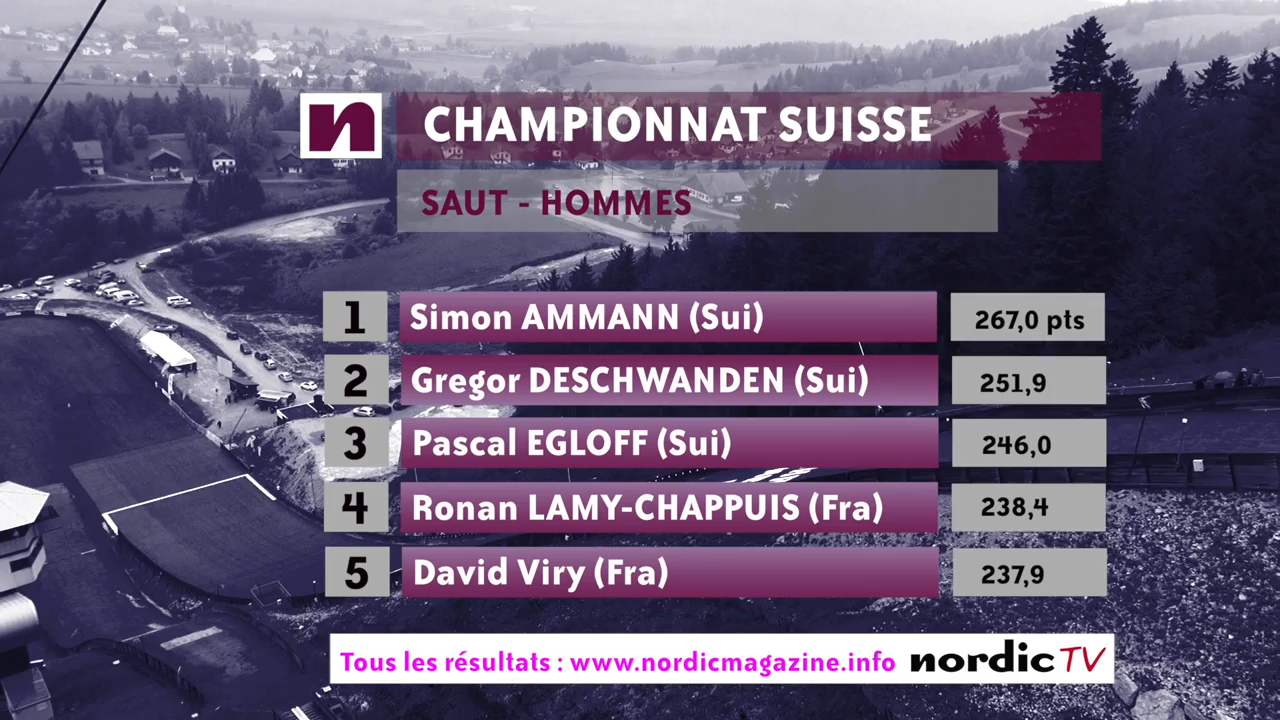 n CHAMPIONNAT SUISSE
SAUT - HOMMES
1 Simon AMMANN (Sui) 267,0 pts
2 Gregor DESCHWANDEN (Sui) 251,9
3 Pascal EGLOFF (Sui) 246,0
4 Ronan LAMY-CHAPPUIS (Fra) 238,4
5 David Viry (Fra) 237,9
Tous les résultats : www.nordicmagazine.info nordic TV